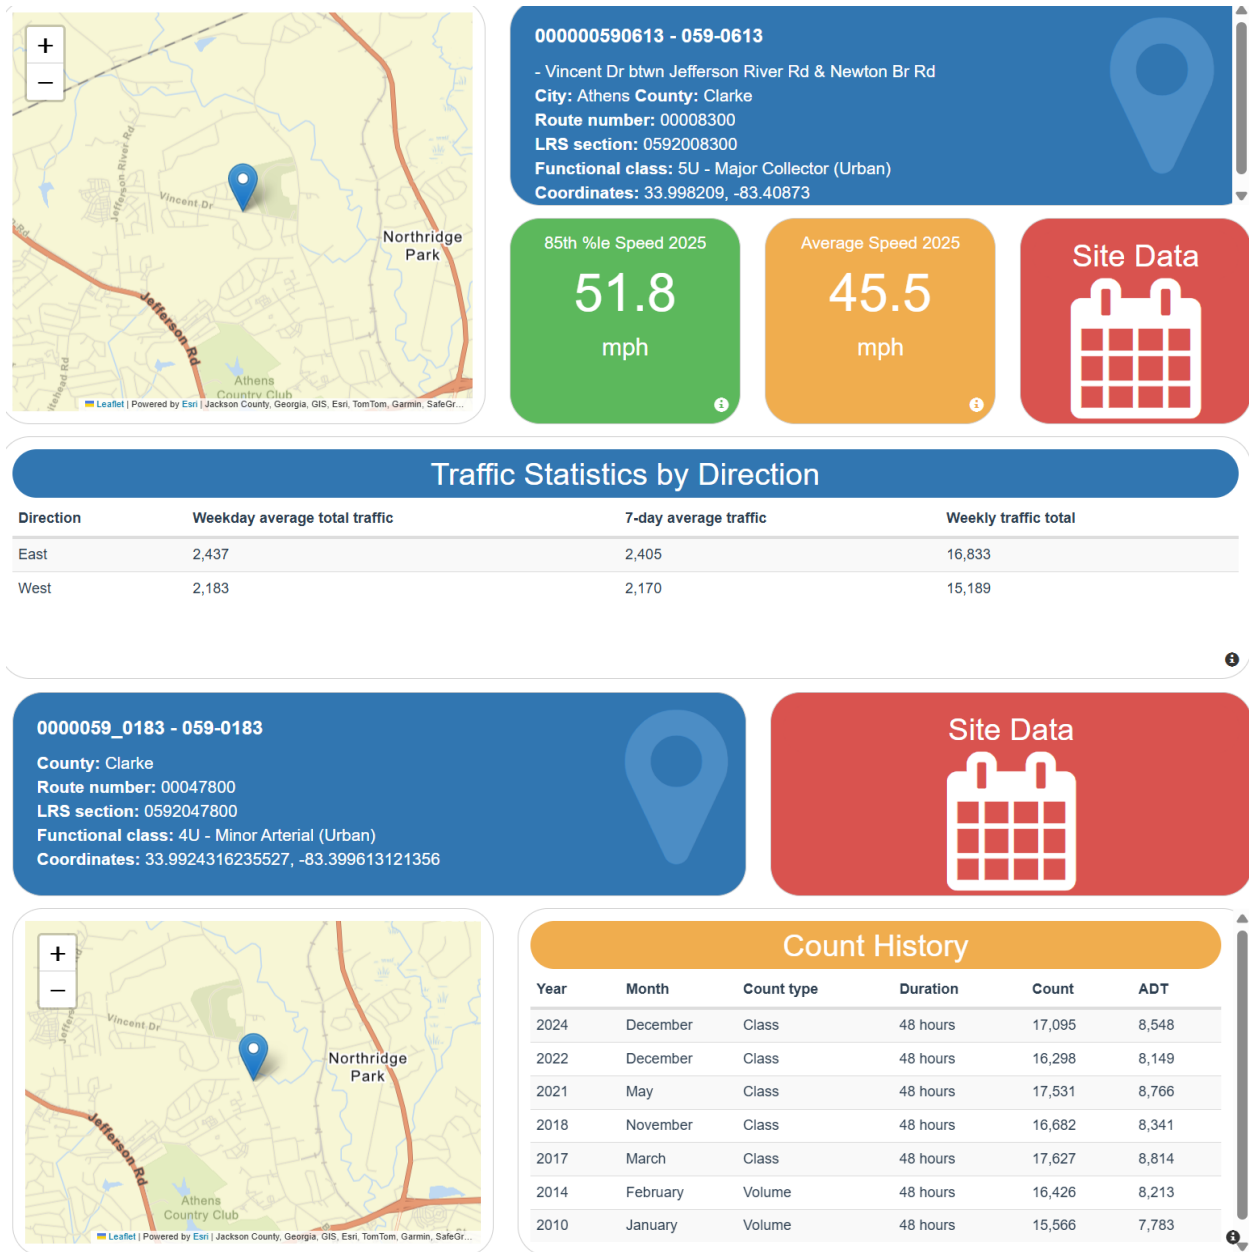 +
−
Jefferson River Rd
Vincent Dr
Northridge
Park
Jefferson Rd
Athens
Country Club
Leaflet | Powered by Esri | Jackson County, Georgia, GIS, Esri, TomTom, Garmin, SafeGr...
000000590613 - 059-0613
- Vincent Dr btwn Jefferson River Rd & Newton Br Rd
City: Athens County: Clarke
Route number: 00008300
LRS section: 0592008300
Functional class: 5U - Major Collector (Urban)
Coordinates: 33.998209, -83.40873
85th %le Speed 2025
51.8
mph
Average Speed 2025
45.5
mph
Site Data
Traffic Statistics by Direction
Direction Weekday average total traffic 7-day average traffic Weekly traffic total
East 2,437 2,405 16,833
West 2,183 2,170 15,189
0000059_0183 - 059-0183
County: Clarke
Route number: 00047800
LRS section: 0592047800
Functional class: 4U - Minor Arterial (Urban)
Coordinates: 33.9924316235527, -83.399613121356
Site Data
+
−
Vincent Dr
Northridge
Park
Jefferson Rd
Athens
Country Club
Leaflet | Powered by Esri | Jackson County, Georgia, GIS, Esri, TomTom, Garmin, SafeGr...
Count History
Year Month Count type Duration Count ADT
2024 December Class 48 hours 17,095 8,548
2022 December Class 48 hours 16,298 8,149
2021 May Class 48 hours 17,531 8,766
2018 November Class 48 hours 16,682 8,341
2017 March Class 48 hours 17,627 8,814
2014 February Volume 48 hours 16,426 8,213
2010 January Volume 48 hours 15,566 7,783